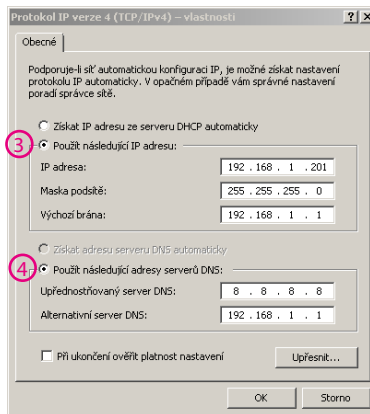 Protokol IP verze 4 (TCP/IPv4) – vlastnosti
Obecné
Podporuje-li síť automatickou konfiguraci IP, je možné získat nastavení
protokolu IP automaticky. V opačném případě vám správné nastavení
poradí správce sítě.
Získat IP adresu ze serveru DHCP automaticky
3 Použít následující IP adresu:
IP adresa: 192 . 168 . 1 . 201
Maska podsítě: 255 . 255 . 255 . 0
Výchozí brána: 192 . 168 . 1 . 1
Získat adresu serveru DNS automaticky
4 Použít následující adresy serverů DNS:
Upřednostňovaný server DNS: 8 . 8 . 8 . 8
Alternativní server DNS: 192 . 168 . 1 . 1
Při ukončení ověřit platnost nastavení Upřesnit...
OK Storno